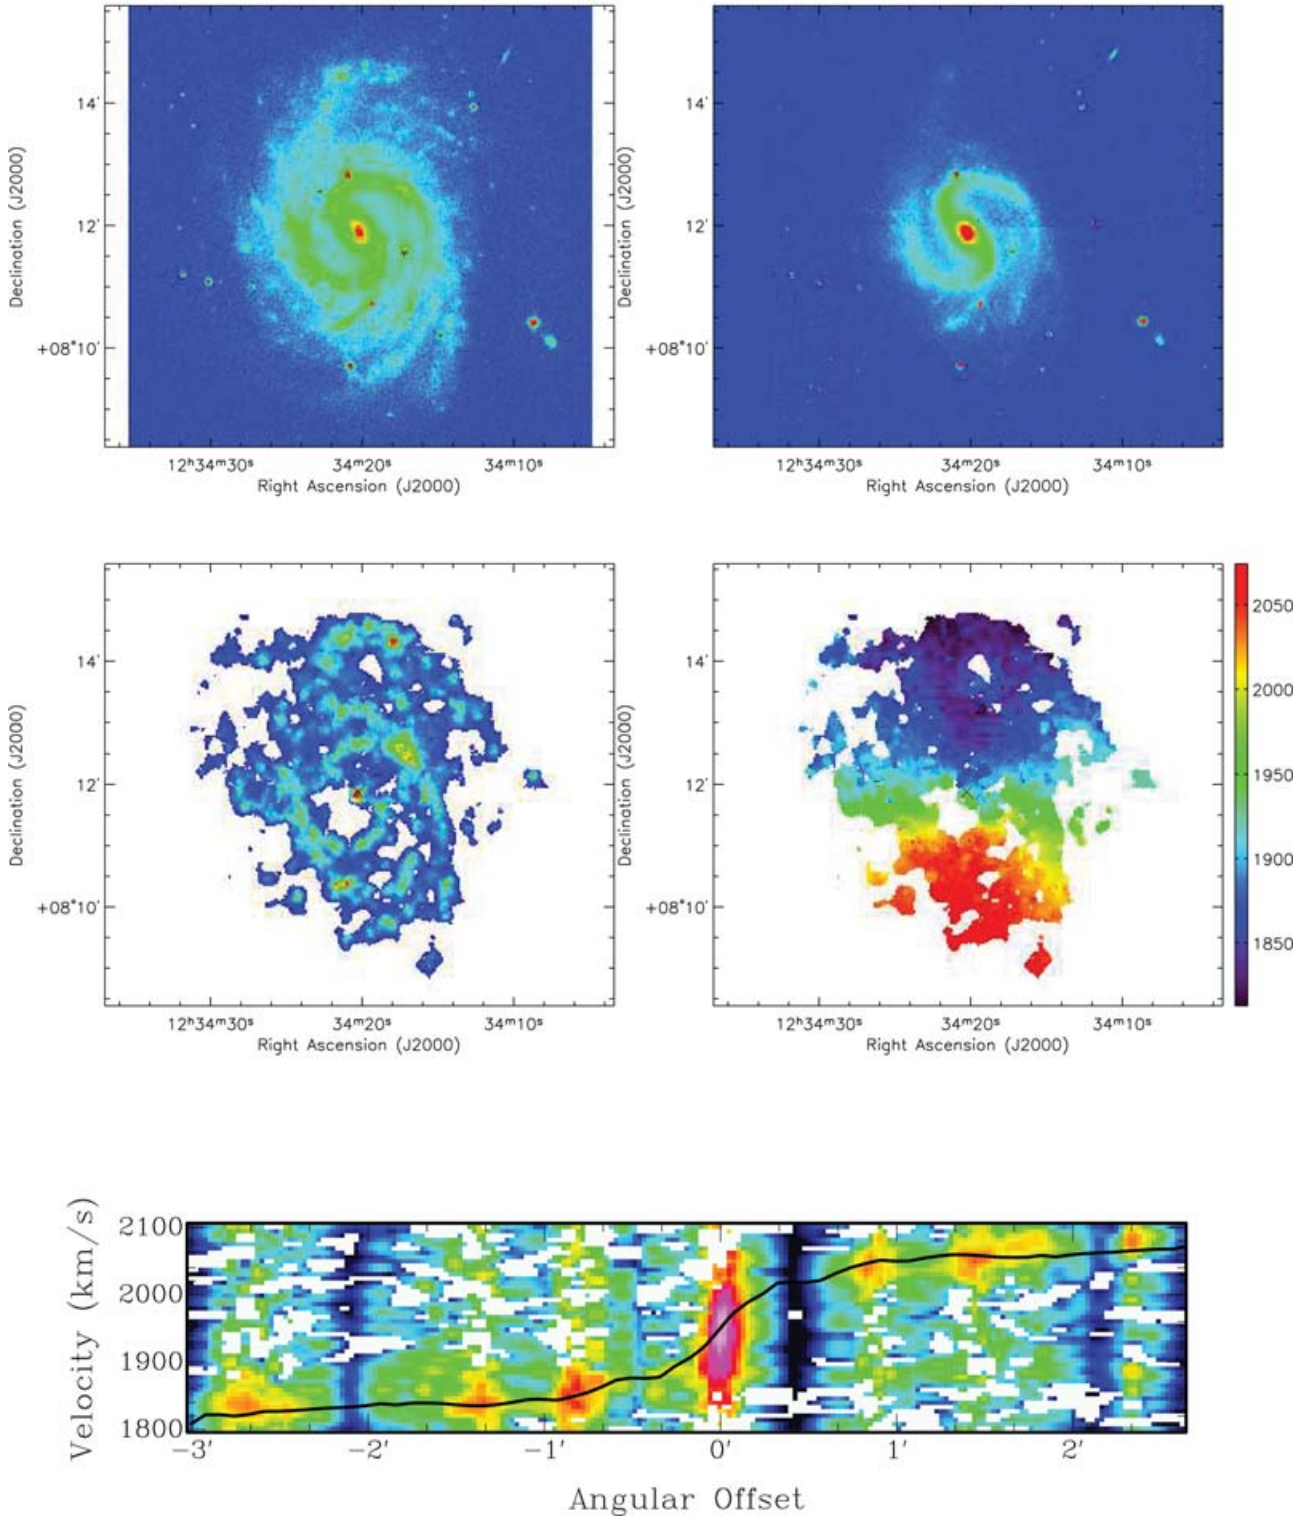 14'
12'
+08°10'
Declination (J2000)
12ʰ34ᵐ30ˢ
34ᵐ20ˢ
34ᵐ10ˢ
Right Ascension (J2000)
14'
12'
+08°10'
Declination (J2000)
12ʰ34ᵐ30ˢ
34ᵐ20ˢ
34ᵐ10ˢ
Right Ascension (J2000)
14'
12'
+08°10'
Declination (J2000)
12ʰ34ᵐ30ˢ
34ᵐ20ˢ
34ᵐ10ˢ
Right Ascension (J2000)
14'
12'
+08°10'
Declination (J2000)
12ʰ34ᵐ30ˢ
34ᵐ20ˢ
34ᵐ10ˢ
Right Ascension (J2000)
2050
2000
1950
1900
1850
2100
2000
1900
1800
Velocity (km/s)
−3'
−2'
−1'
0'
1'
2'
Angular Offset